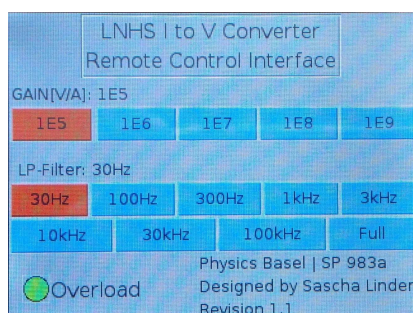 LNHS I to V Converter
Remote Control Interface
GAIN[V/A]: 1E5
1E5 1E6 1E7 1E8 1E9
LP-Filter: 30Hz
30Hz 100Hz 300Hz 1kHz 3kHz
10kHz 30kHz 100kHz Full
Physics Basel | SP 983a
Overload Designed by Sascha Linder
Revision 1.1